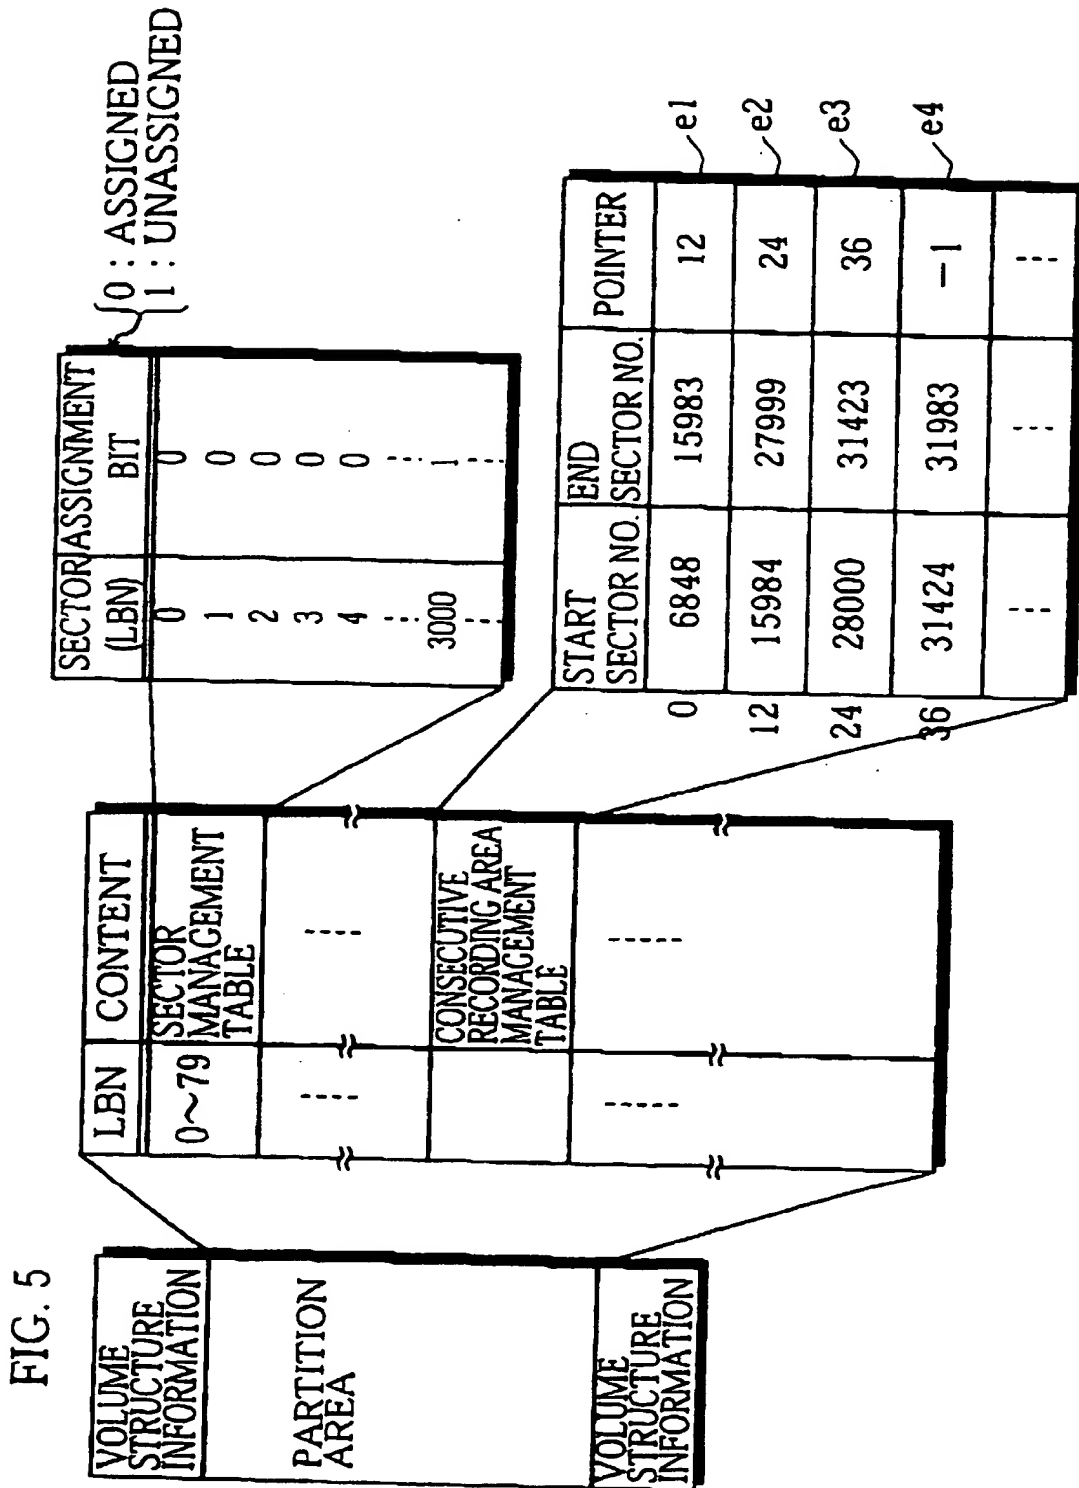 FIG. 5
VOLUME
STRUCTURE
INFORMATION
PARTITION
AREA
VOLUME
STRUCTURE
INFORMATION
LBN CONTENT
0~79 SECTOR
MANAGEMENT
TABLE
CONSECUTIVE
RECORDING AREA
MANAGEMENT
TABLE
SECTOR ASSIGNMENT
(LBN) BIT
0 0
1 0
2 0
3 0
4 0
3000 1
0 : ASSIGNED
1 : UNASSIGNED
START END POINTER
SECTOR NO. SECTOR NO.
0 6848 15983 12 e1
12 15984 27999 24 e2
24 28000 31423 36 e3
36 31424 31983 -1 e4